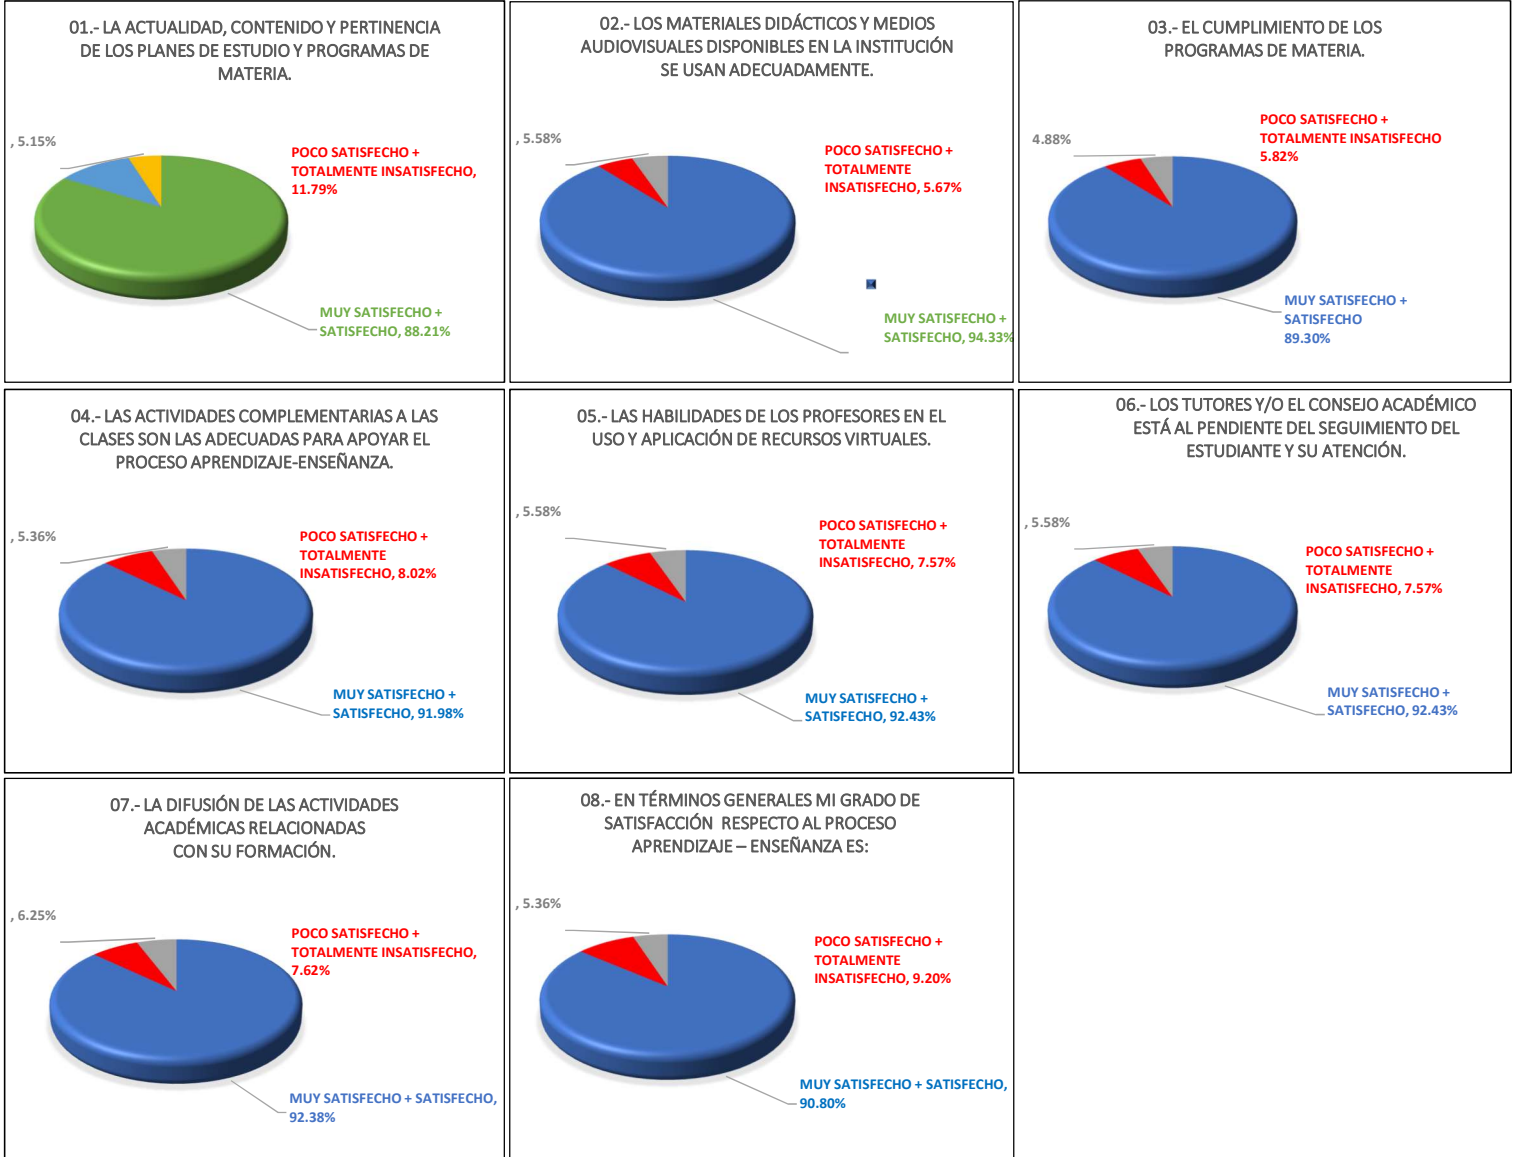 01.- LA ACTUALIDAD, CONTENIDO Y PERTINENCIA
DE LOS PLANES DE ESTUDIO Y PROGRAMAS DE
MATERIA.
, 5.15%
POCO SATISFECHO +
TOTALMENTE INSATISFECHO,
11.79%
MUY SATISFECHO +
SATISFECHO, 88.21%
02.- LOS MATERIALES DIDÁCTICOS Y MEDIOS
AUDIOVISUALES DISPONIBLES EN LA INSTITUCIÓN
SE USAN ADECUADAMENTE.
, 5.58%
POCO SATISFECHO +
TOTALMENTE
INSATISFECHO, 5.67%
MUY SATISFECHO +
SATISFECHO, 94.33%
03.- EL CUMPLIMIENTO DE LOS
PROGRAMAS DE MATERIA.
4.88%
POCO SATISFECHO +
TOTALMENTE INSATISFECHO
5.82%
MUY SATISFECHO +
SATISFECHO
89.30%
04.- LAS ACTIVIDADES COMPLEMENTARIAS A LAS
CLASES SON LAS ADECUADAS PARA APOYAR EL
PROCESO APRENDIZAJE-ENSEÑANZA.
, 5.36%
POCO SATISFECHO +
TOTALMENTE
INSATISFECHO, 8.02%
MUY SATISFECHO +
SATISFECHO, 91.98%
05.- LAS HABILIDADES DE LOS PROFESORES EN EL
USO Y APLICACIÓN DE RECURSOS VIRTUALES.
, 5.58%
POCO SATISFECHO +
TOTALMENTE
INSATISFECHO, 7.57%
MUY SATISFECHO +
SATISFECHO, 92.43%
06.- LOS TUTORES Y/O EL CONSEJO ACADÉMICO
ESTÁ AL PENDIENTE DEL SEGUIMIENTO DEL
ESTUDIANTE Y SU ATENCIÓN.
, 5.58%
POCO SATISFECHO +
TOTALMENTE
INSATISFECHO, 7.57%
MUY SATISFECHO +
SATISFECHO, 92.43%
07.- LA DIFUSIÓN DE LAS ACTIVIDADES
ACADÉMICAS RELACIONADAS
CON SU FORMACIÓN.
, 6.25%
POCO SATISFECHO +
TOTALMENTE INSATISFECHO,
7.62%
MUY SATISFECHO + SATISFECHO,
92.38%
08.- EN TÉRMINOS GENERALES MI GRADO DE
SATISFACCIÓN RESPECTO AL PROCESO
APRENDIZAJE – ENSEÑANZA ES:
, 5.36%
POCO SATISFECHO +
TOTALMENTE
INSATISFECHO, 9.20%
MUY SATISFECHO + SATISFECHO,
90.80%